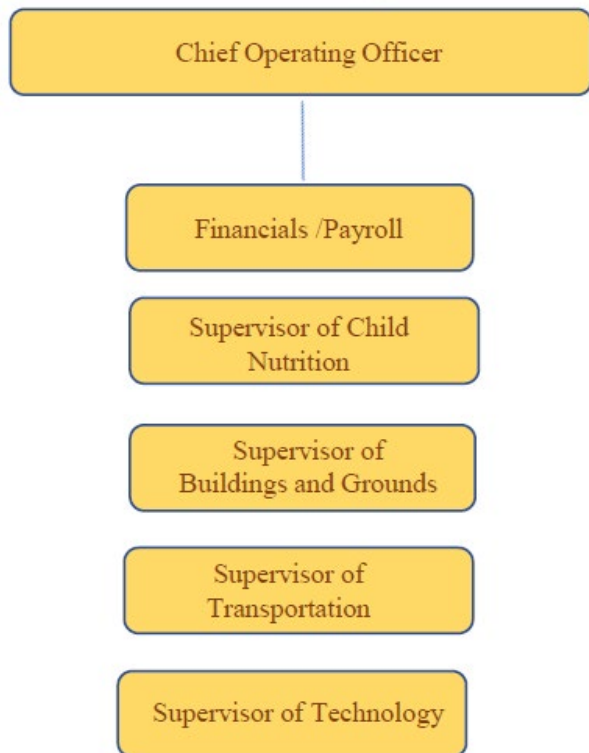 Chief Operating Officer
Financials /Payroll
Supervisor of Child
Nutrition
Supervisor of
Buildings and Grounds
Supervisor of
Transportation
Supervisor of Technology